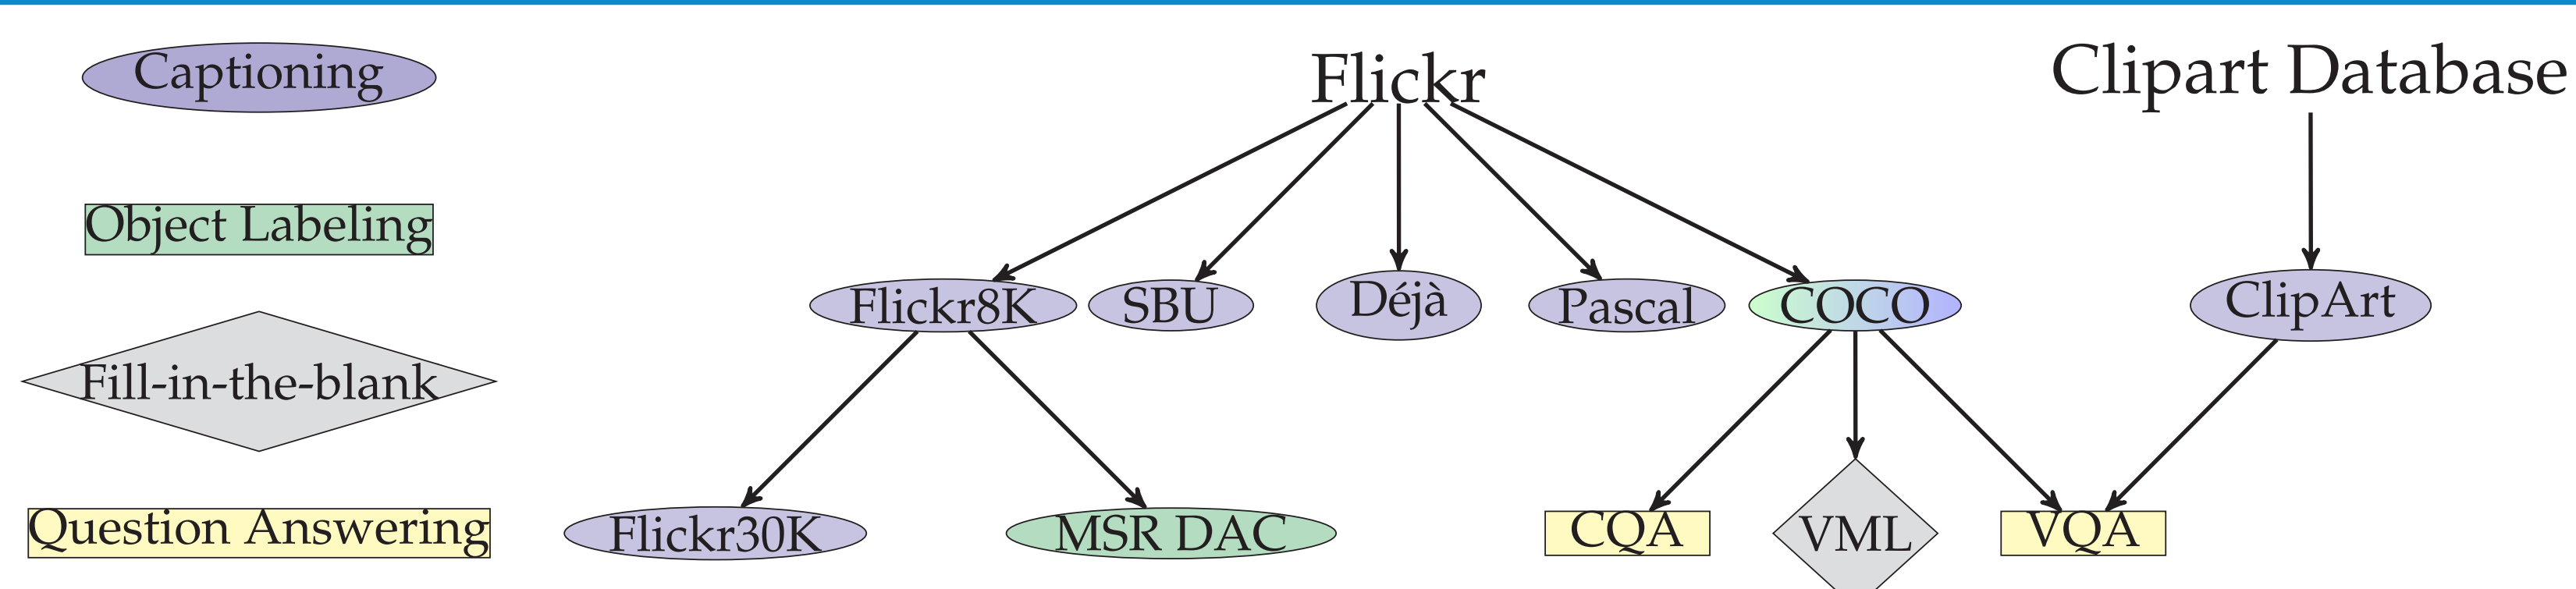 Captioning
Object Labeling
Fill-in-the-blank
Question Answering
Flickr
Clipart Database
Flickr8K
SBU
Déjà
Pascal
COCO
ClipArt
Flickr30K
MSR DAC
CQA
VML
VQA